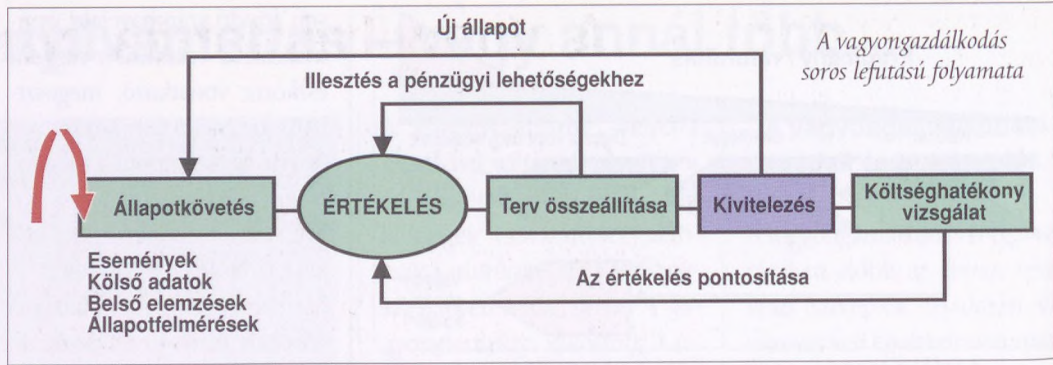 Új állapot
A vagyongazdálkodás
soros lefutású folyamata
Illesztés a pénzügyi lehetőségekhez
Állapotkövetés
ÉRTÉKELÉS
Terv összeállítása
Kivitelezés
Költséghatékony
vizsgálat
Események
Kölső adatok
Belső elemzések
Állapotfelmérések
Az értékelés pontosítása